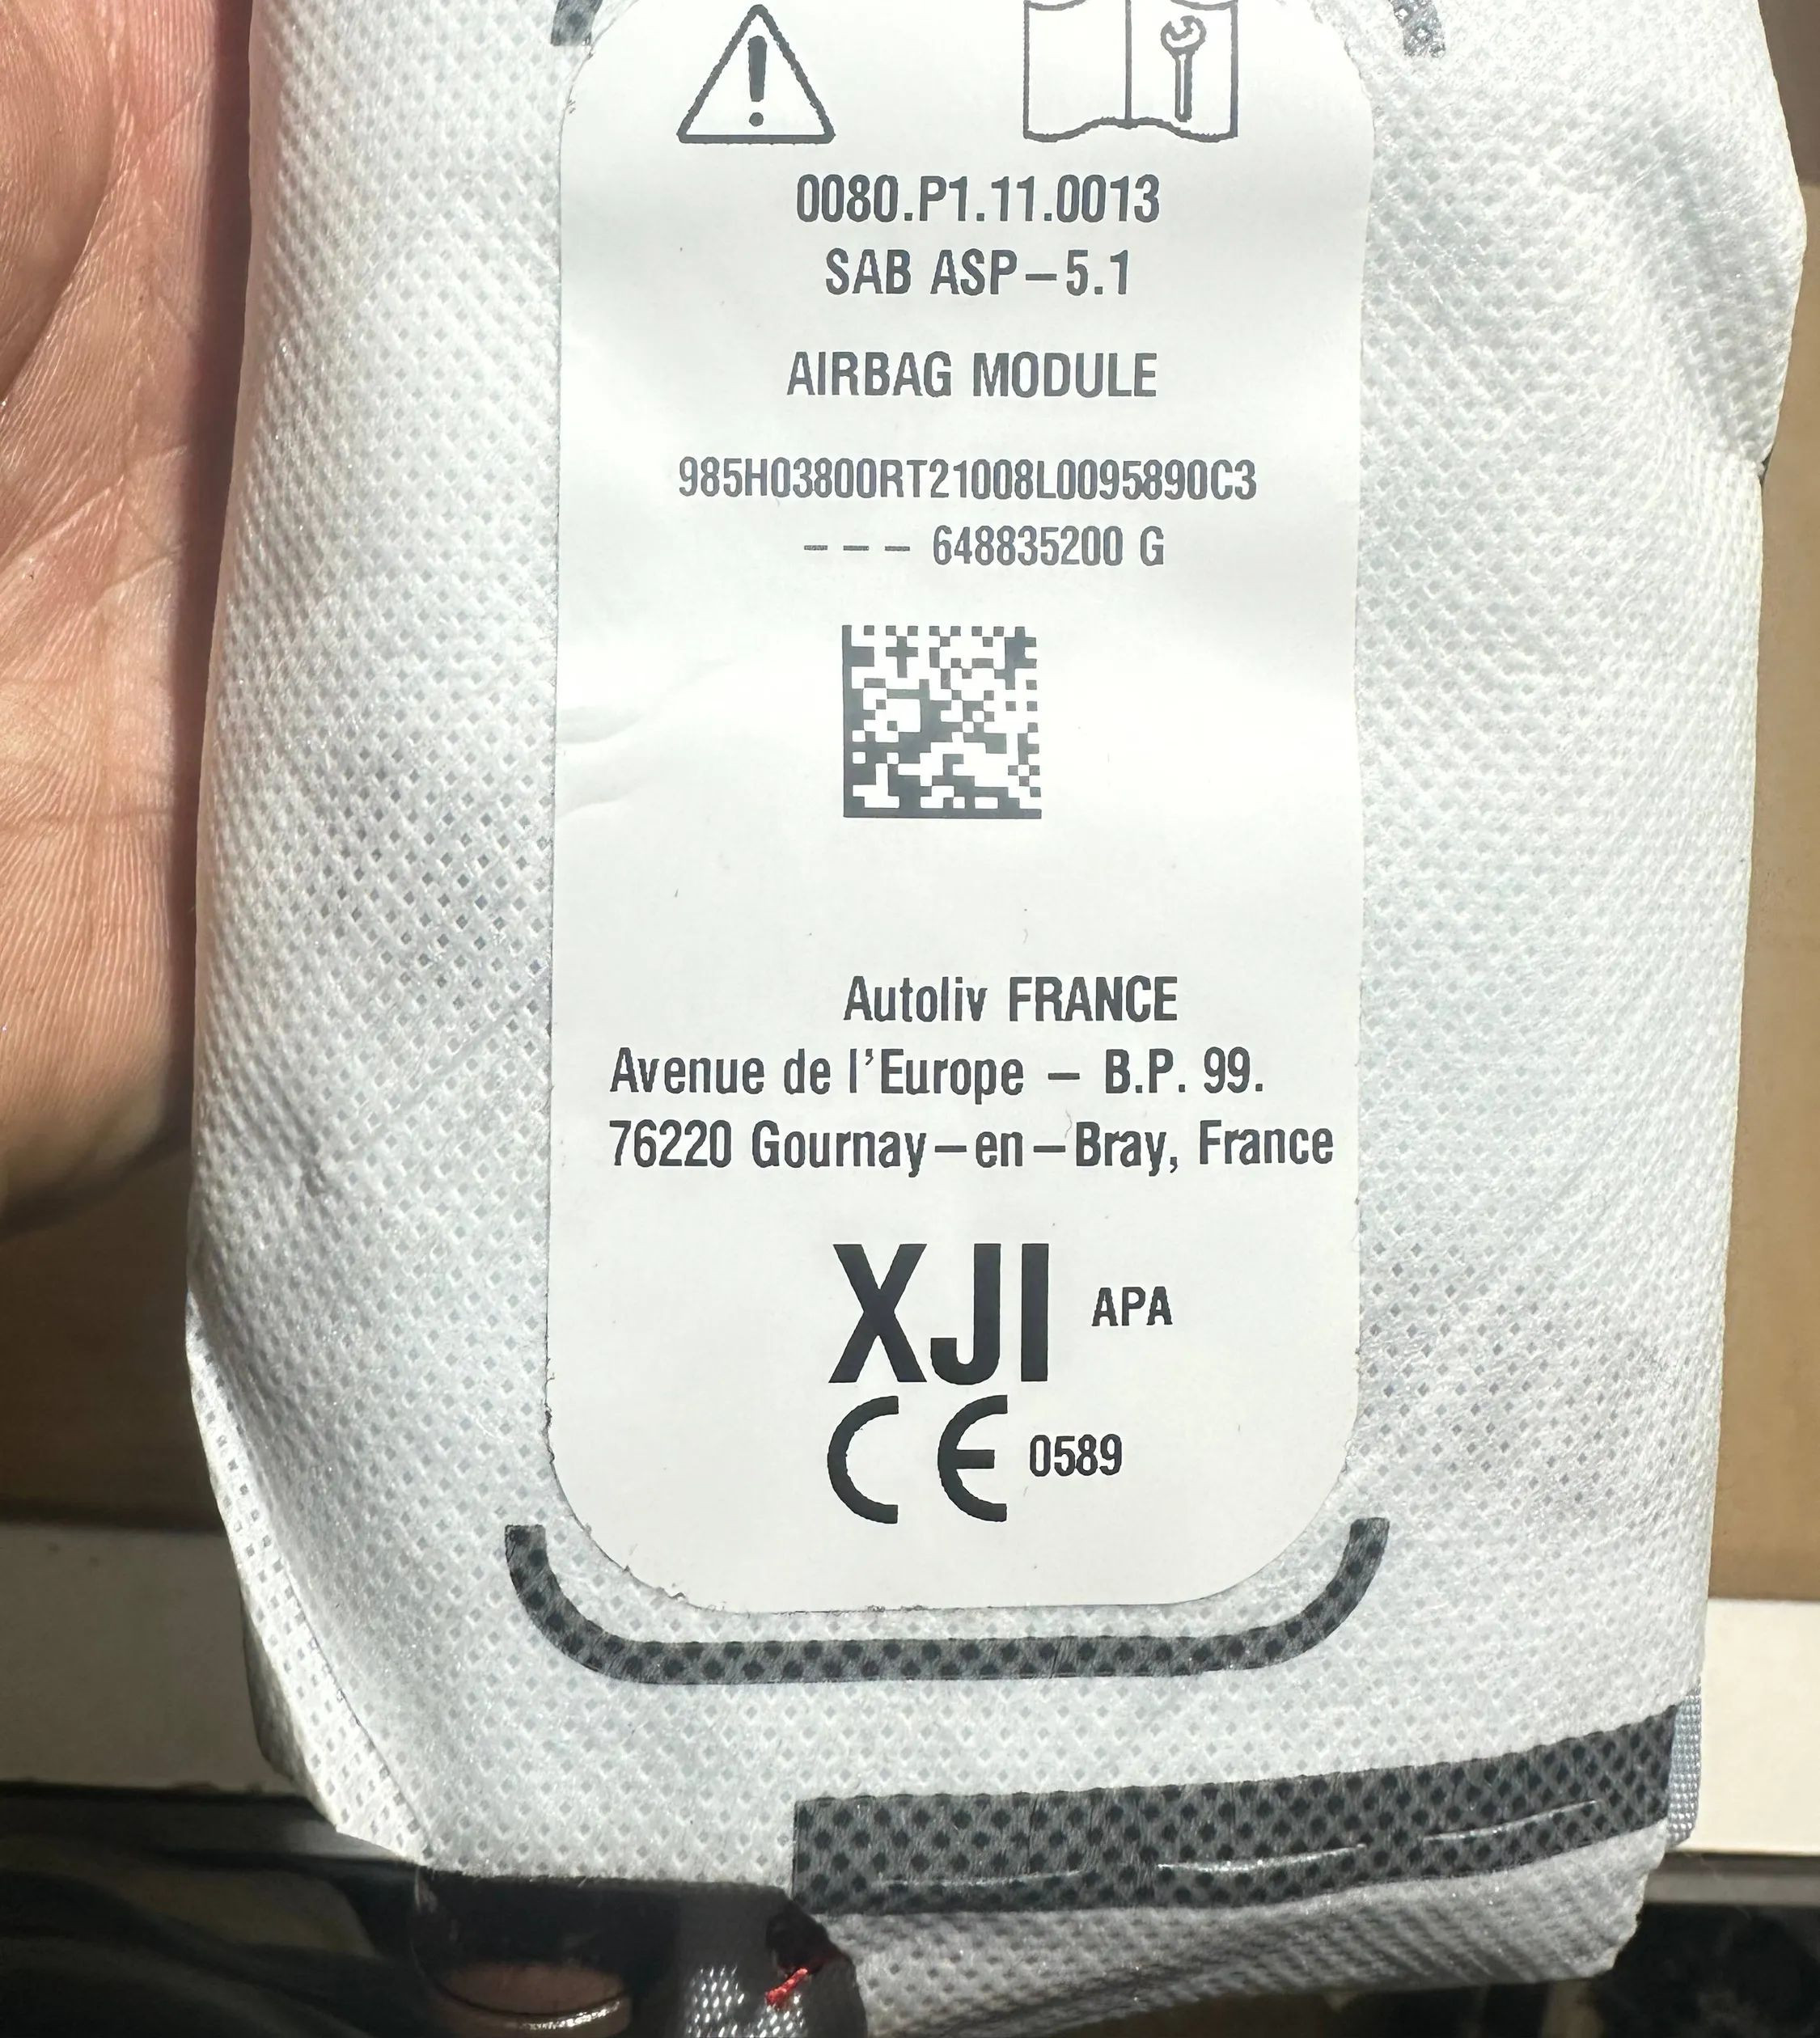 0080.P1.11.0013
SAB ASP-5.1
AIRBAG MODULE
985H03800RT21008L0095890C3
--- 648835200 G
Autoliv FRANCE
Avenue de l'Europe - B.P. 99.
76220 Gournay-en-Bray, France
XJI APA
CE 0589